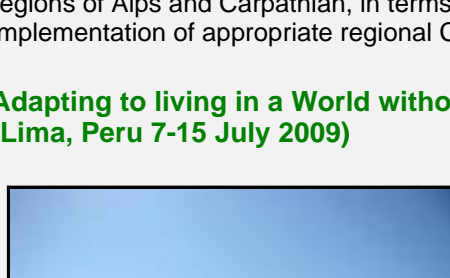 egions of Alps and Carpathian, in terms
mplementation of appropriate regional
Adapting to living in a World witho
Lima, Peru 7-15 July 2009)